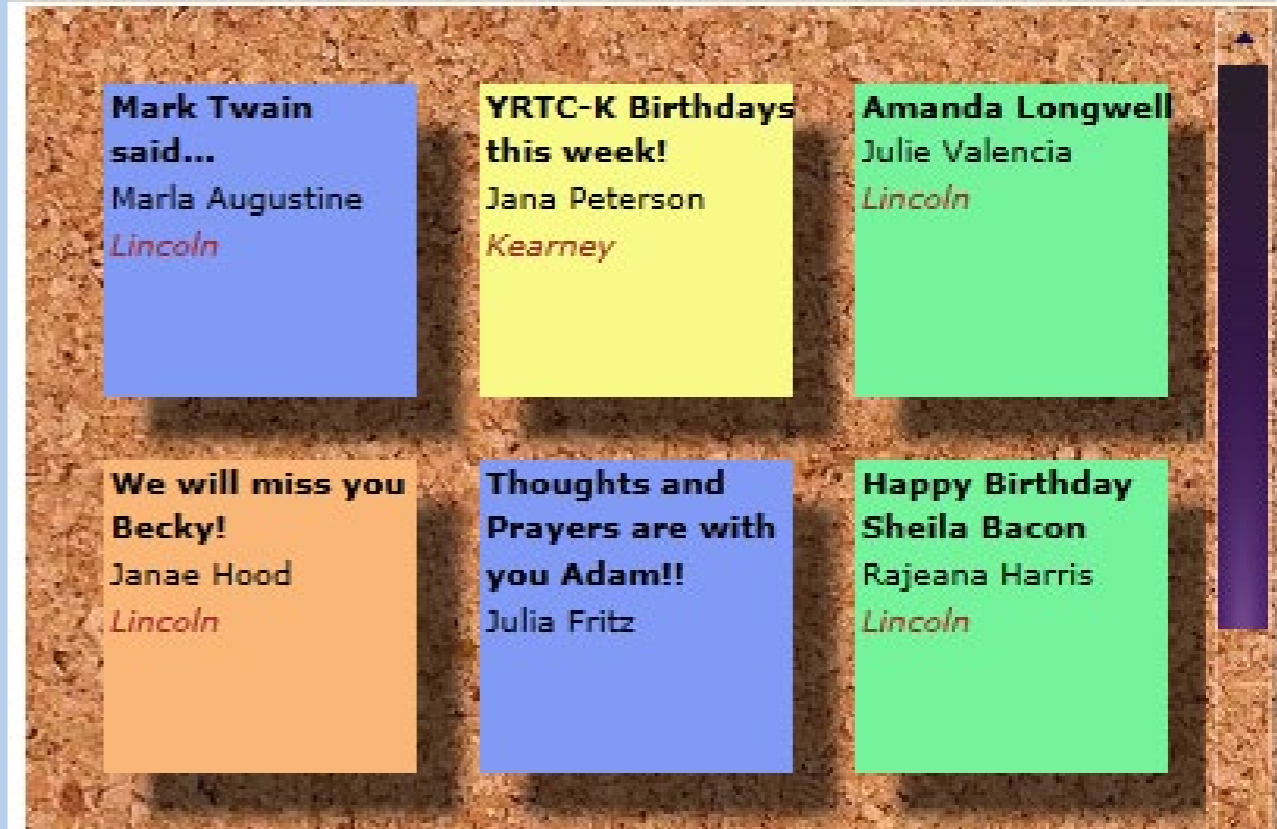 Mark Twain
said...
Marla Augustine
Lincoln
YRTC-K Birthdays
this week!
Jana Peterson
Kearney
Amanda Longwell
Julie Valencia
Lincoln
We will miss you
Becky!
Janae Hood
Lincoln
Thoughts and
Prayers are with
you Adam!!
Julia Fritz
Happy Birthday
Sheila Bacon
Rajeana Harris
Lincoln